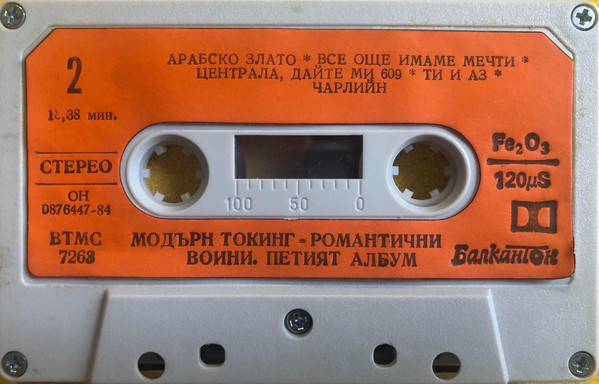 2
АРАБСКО ЗЛАТО * ВСЕ ОЩЕ ИМАМЕ МЕЧТИ *
ЦЕНТРАЛА, ДАЙТЕ МИ 609 * ТИ И АЗ *
ЧАРЛИЙН
мин.
СТЕРЕО
ОН
0876447-84
ВТМС
7263
Fe₂O₃
120μS
100 50 0
МОДЪРН ТОКИНГ - РОМАНТИЧНИ
ВОИНИ. ПЕТИЯТ АЛБУМ
Балкантон